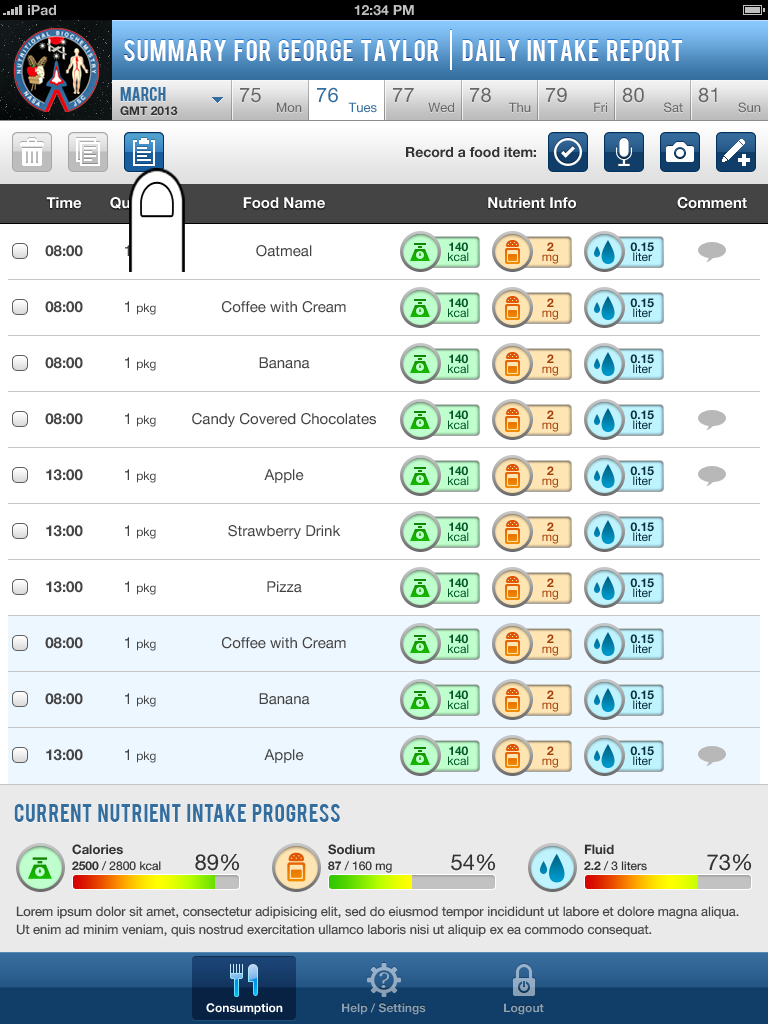 iPad
12:34 PM
NUTRITIONAL BIOCHEMISTRY
NASA JSC
SUMMARY FOR GEORGE TAYLOR | DAILY INTAKE REPORT
MARCH
GMT 2013
75 Mon
76 Tues
77 Wed
78 Thu
79 Fri
80 Sat
81 Sun
Record a food item:
Time Qu Food Name Nutrient Info Comment
08:00 1 Oatmeal 140 kcal 2 mg 0.15 liter
08:00 1 pkg Coffee with Cream 140 kcal 2 mg 0.15 liter
08:00 1 pkg Banana 140 kcal 2 mg 0.15 liter
08:00 1 pkg Candy Covered Chocolates 140 kcal 2 mg 0.15 liter
13:00 1 pkg Apple 140 kcal 2 mg 0.15 liter
13:00 1 pkg Strawberry Drink 140 kcal 2 mg 0.15 liter
13:00 1 pkg Pizza 140 kcal 2 mg 0.15 liter
08:00 1 pkg Coffee with Cream 140 kcal 2 mg 0.15 liter
08:00 1 pkg Banana 140 kcal 2 mg 0.15 liter
13:00 1 pkg Apple 140 kcal 2 mg 0.15 liter
CURRENT NUTRIENT INTAKE PROGRESS
Calories
2500 / 2800 kcal 89%
Sodium
87 / 160 mg 54%
Fluid
2.2 / 3 liters 73%
Lorem ipsum dolor sit amet, consectetur adipisicing elit, sed do eiusmod tempor incididunt ut labore et dolore magna aliqua.
Ut enim ad minim veniam, quis nostrud exercitation ullamco laboris nisi ut aliquip ex ea commodo consequat.
Consumption
Help / Settings
Logout